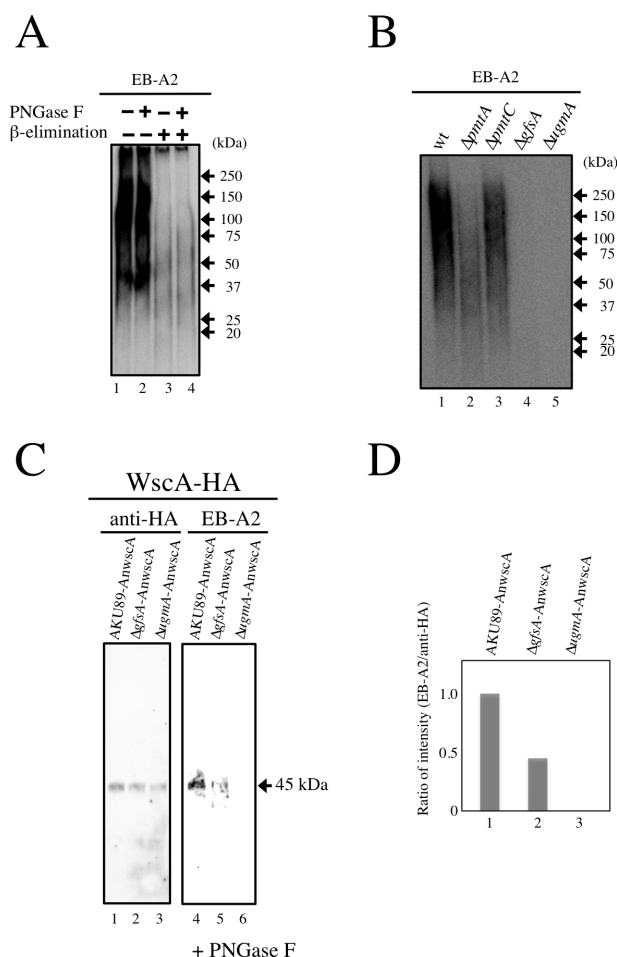 A
EB-A2
PNGase F − + − +
β-elimination − − + +
(kDa)
250
150
100
75
50
37
25
20
1 2 3 4
B
EB-A2
wt ΔpmtA ΔpmtC ΔgfsA ΔugmA
(kDa)
250
150
100
75
50
37
25
20
1 2 3 4 5
C
WscA-HA
anti-HA EB-A2
AKU89-AnwscA ΔgfsA-AnwscA ΔugmA-AnwscA AKU89-AnwscA ΔgfsA-AnwscA ΔugmA-AnwscA
45 kDa
1 2 3 4 5 6
+ PNGase F
D
AKU89-AnwscA ΔgfsA-AnwscA ΔugmA-AnwscA
Ratio of intensity (EB-A2/anti-HA)
1.0
0.5
0
1 2 3